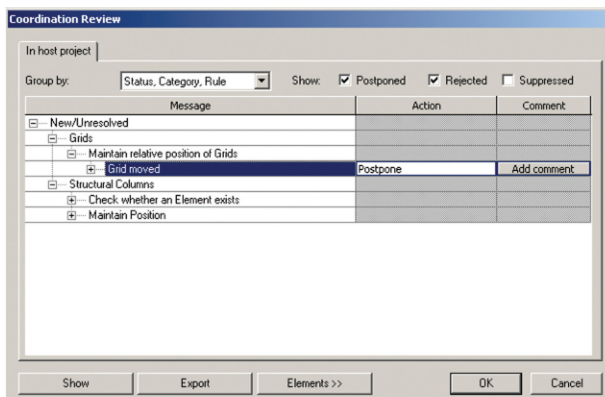 Coordination Review
In host project
Group by: Status, Category, Rule Show: Postponed Rejected Suppressed
Message Action Comment
New/Unresolved
Grids
Maintain relative position of Grids
Grid moved Postpone Add comment
Structural Columns
Check whether an Element exists
Maintain Position
Show Export Elements >> OK Cancel